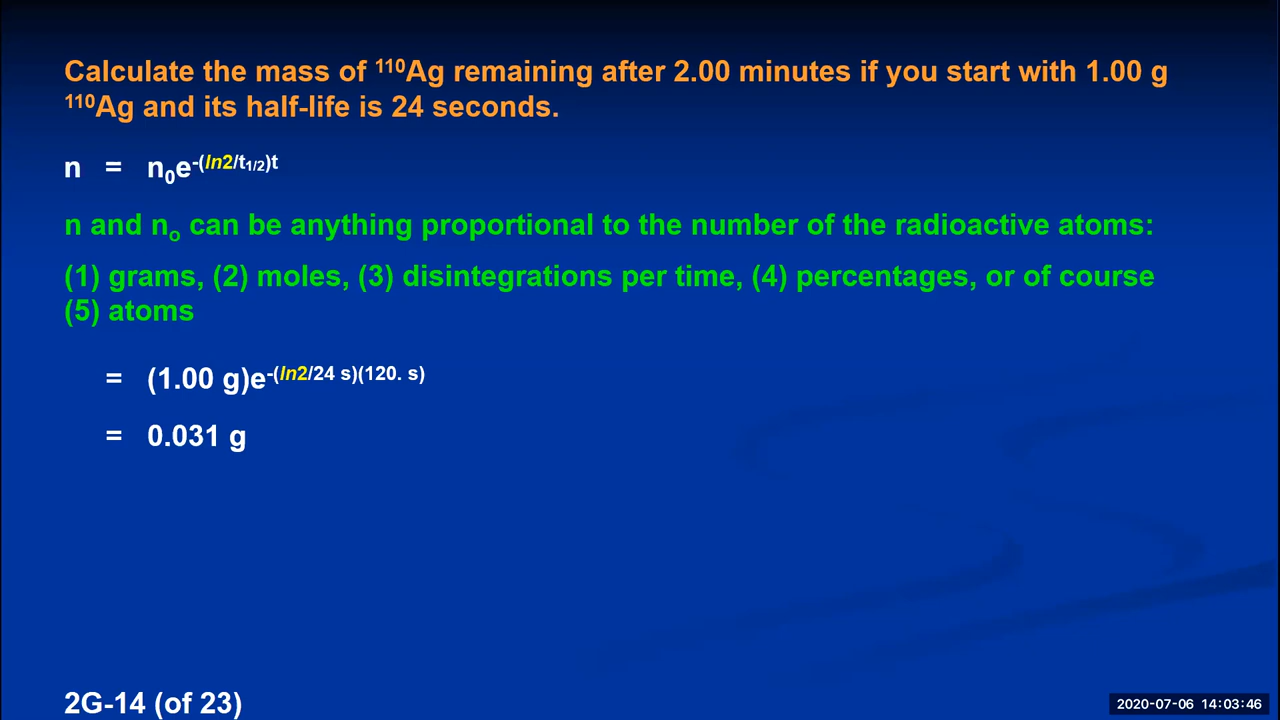 Calculate the mass of ¹¹⁰Ag remaining after 2.00 minutes if you start with 1.00 g
¹¹⁰Ag and its half-life is 24 seconds.
n = n₀e^-(ln2/t₁/₂)t
n and nₒ can be anything proportional to the number of the radioactive atoms:
(1) grams, (2) moles, (3) disintegrations per time, (4) percentages, or of course
(5) atoms
= (1.00 g)e^-(ln2/24 s)(120. s)
= 0.031 g
2G-14 (of 23)
2020-07-06 14:03:46